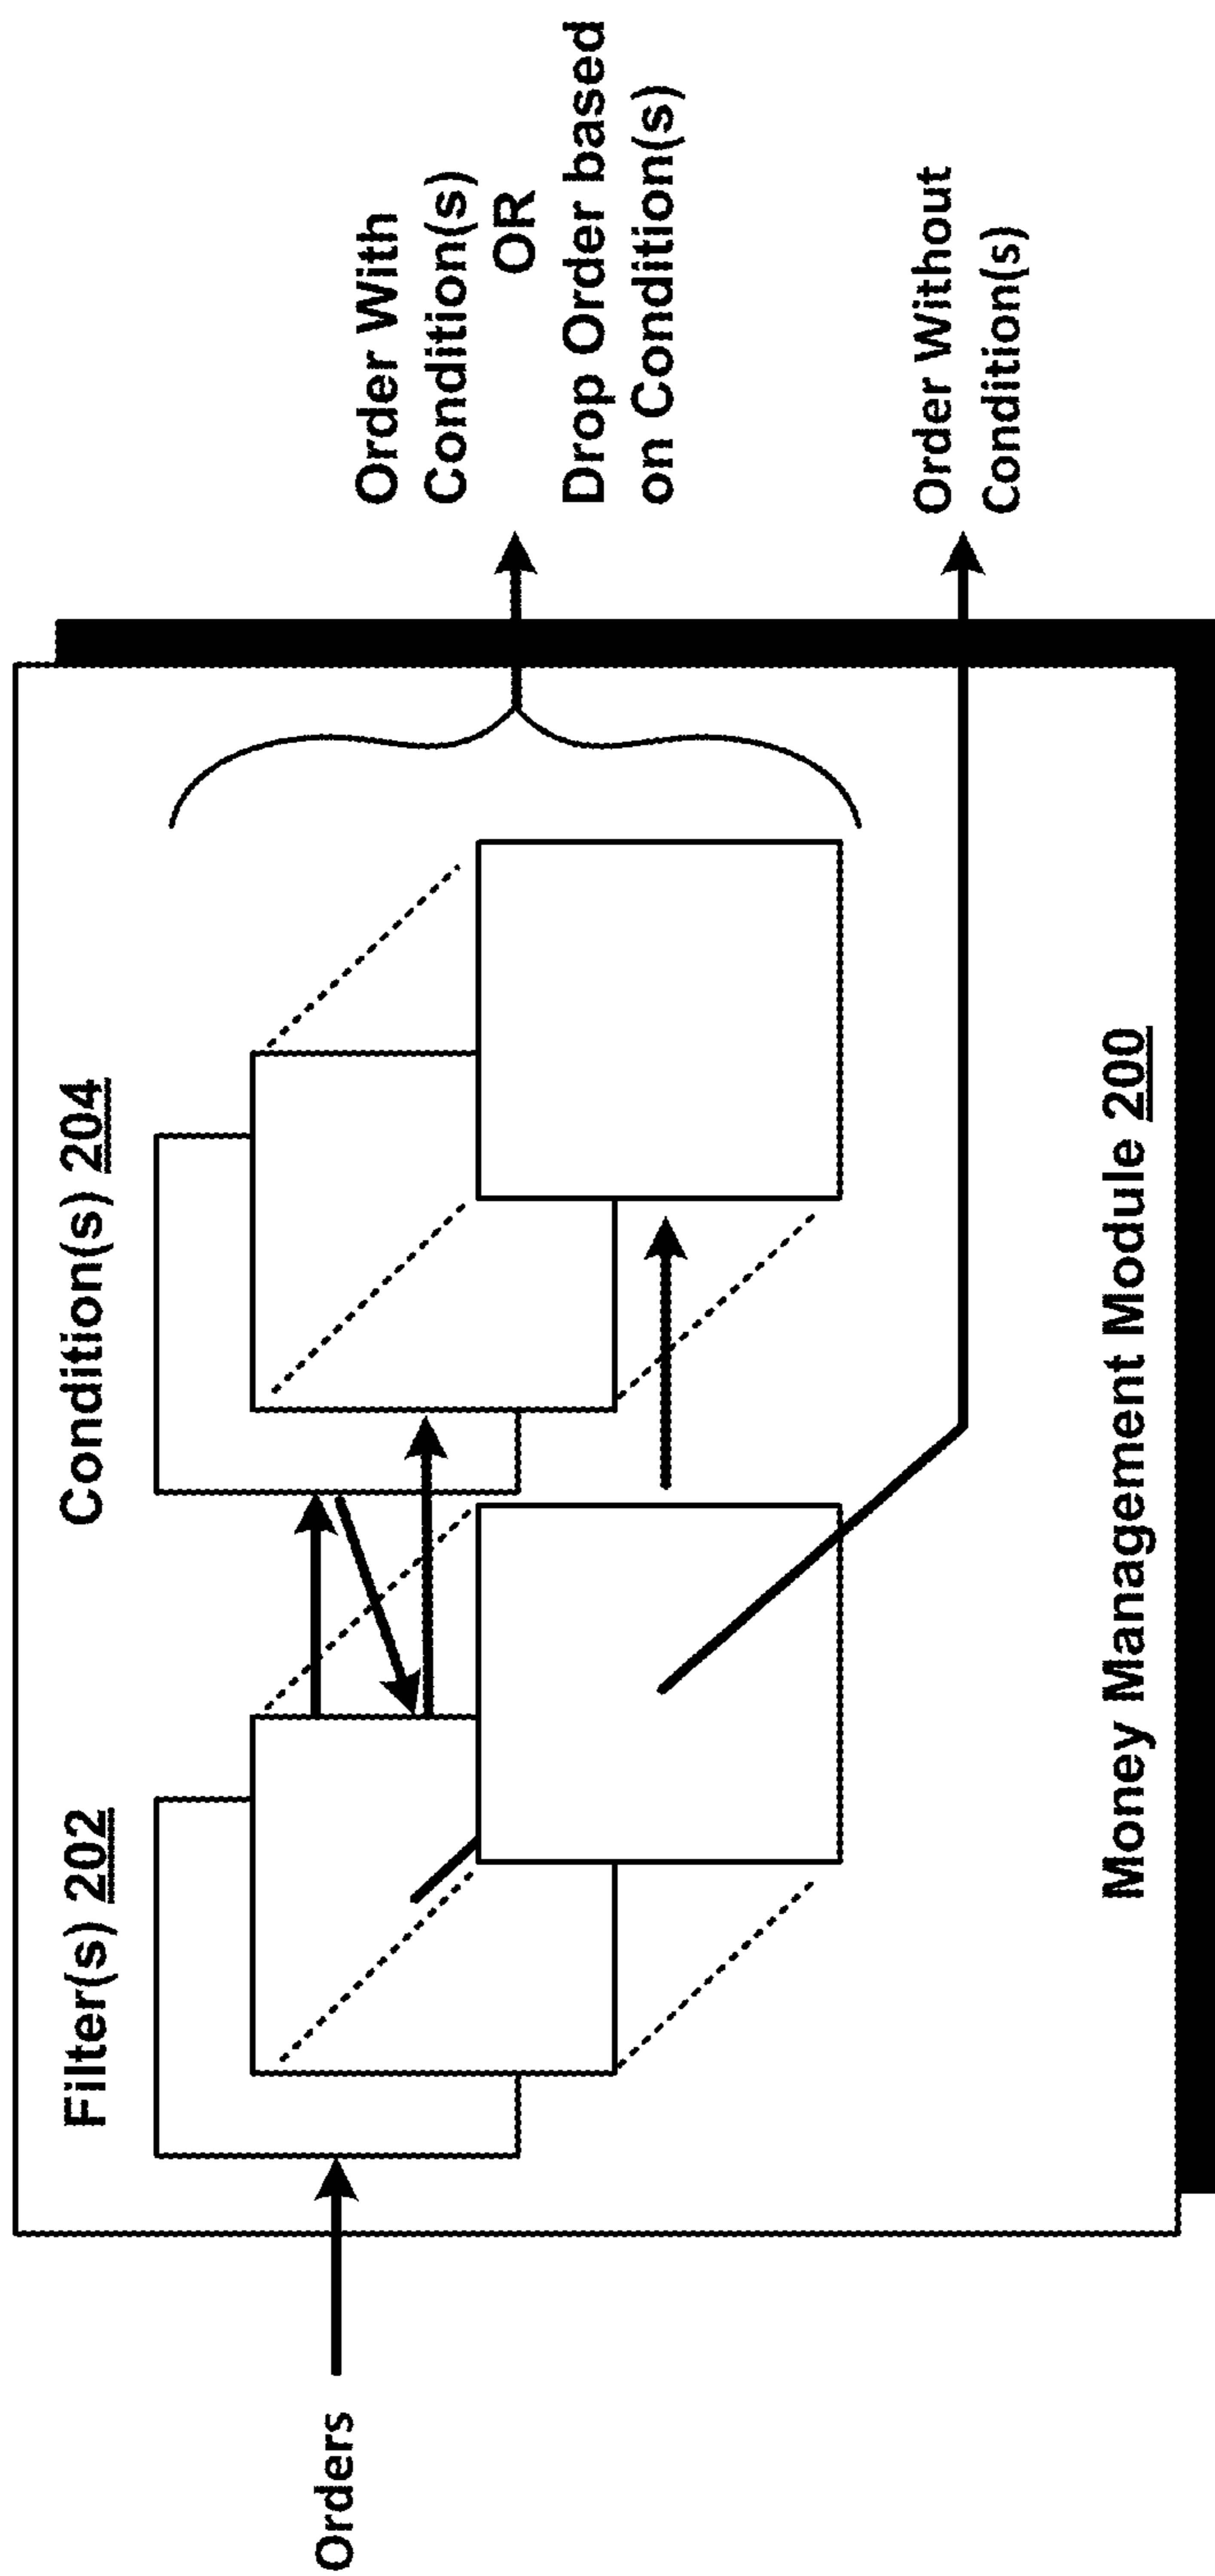 Orders
Filter(s) 202
Condition(s) 204
Order With
Condition(s)
OR
Drop Order based
on Condition(s)
Order Without
Condition(s)
Money Management Module 200